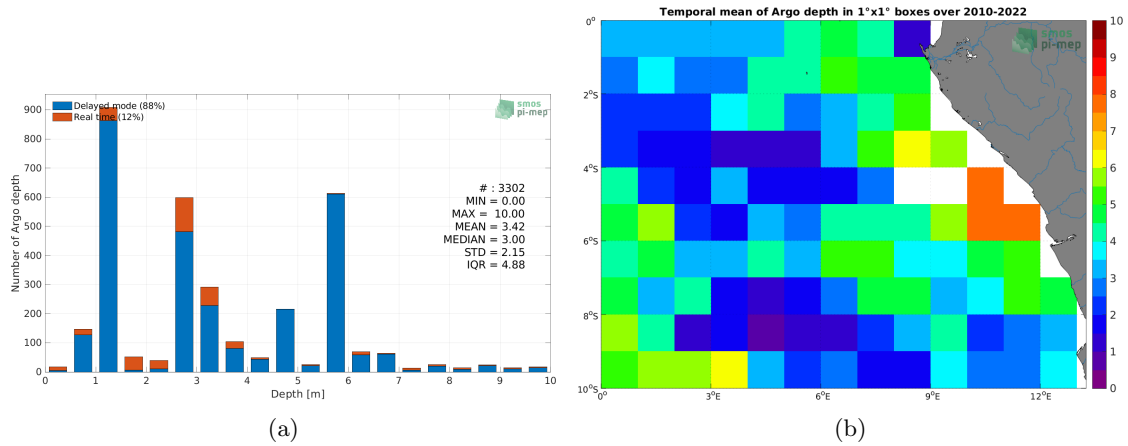 Delayed mode (88%)
Real time (12%)
smos
pi-mep
900
800
700
600
500
400
300
200
100
0
# : 3302
MIN = 0.00
MAX = 10.00
MEAN = 3.42
MEDIAN = 3.00
STD = 2.15
IQR = 4.88
Number of Argo depth
0 1 2 3 4 5 6 7 8 9 10
Depth [m]
(a)
Temporal mean of Argo depth in 1°x1° boxes over 2010-2022
smos
pi-mep
0°
2°S
4°S
6°S
8°S
10°S
0° 3°E 6°E 9°E 12°E
10
9
8
7
6
5
4
3
2
1
0
(b)